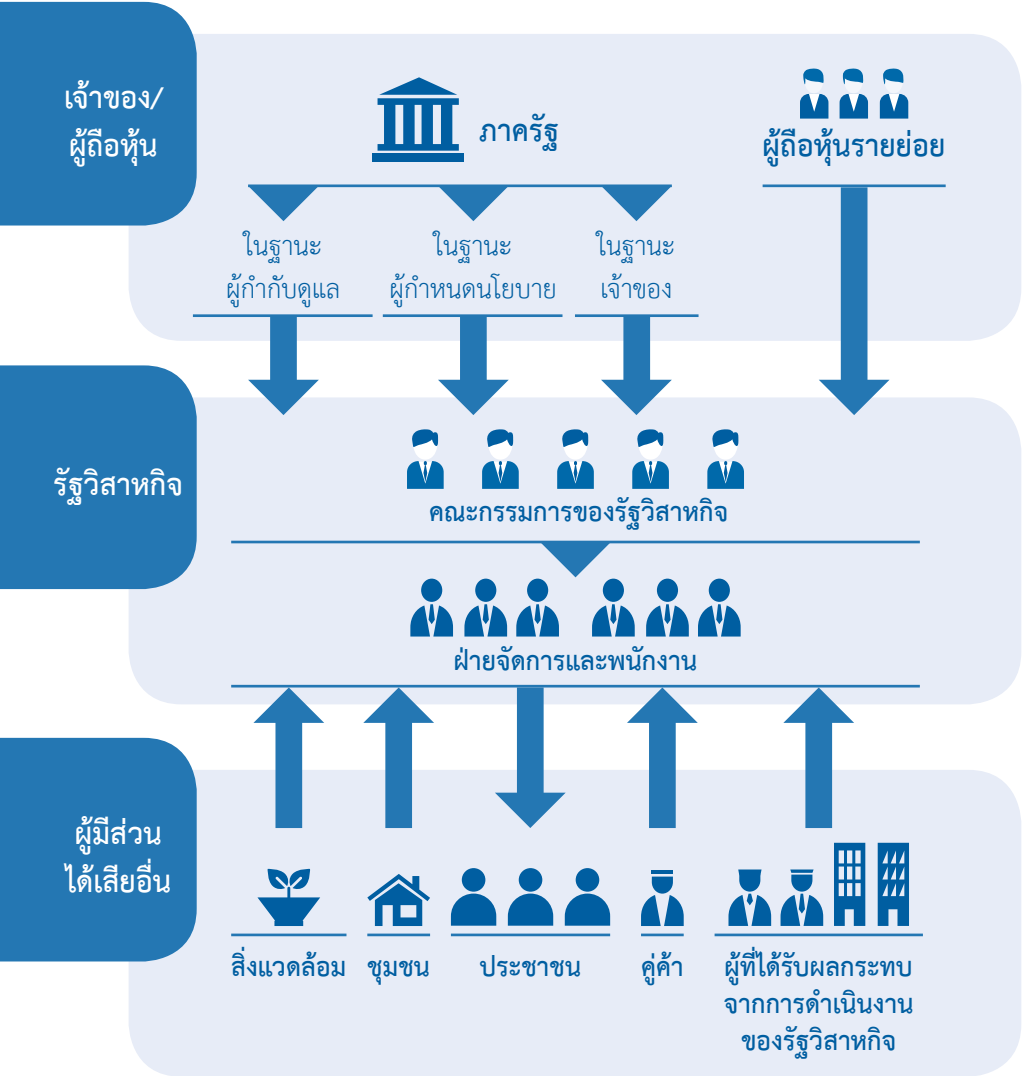 เจ้าของ/
ผู้ถือหุ้น
ภาครัฐ
ผู้ถือหุ้นรายย่อย
ในฐานะ
ผู้กำกับดูแล
ในฐานะ
ผู้กำหนดนโยบาย
ในฐานะ
เจ้าของ
รัฐวิสาหกิจ
คณะกรรมการของรัฐวิสาหกิจ
ฝ่ายจัดการและพนักงาน
ผู้มีส่วน
ได้เสียอื่น
สิ่งแวดล้อม
ชุมชน
ประชาชน
คู่ค้า
ผู้ที่ได้รับผลกระทบ
จากการดำเนินงาน
ของรัฐวิสาหกิจ